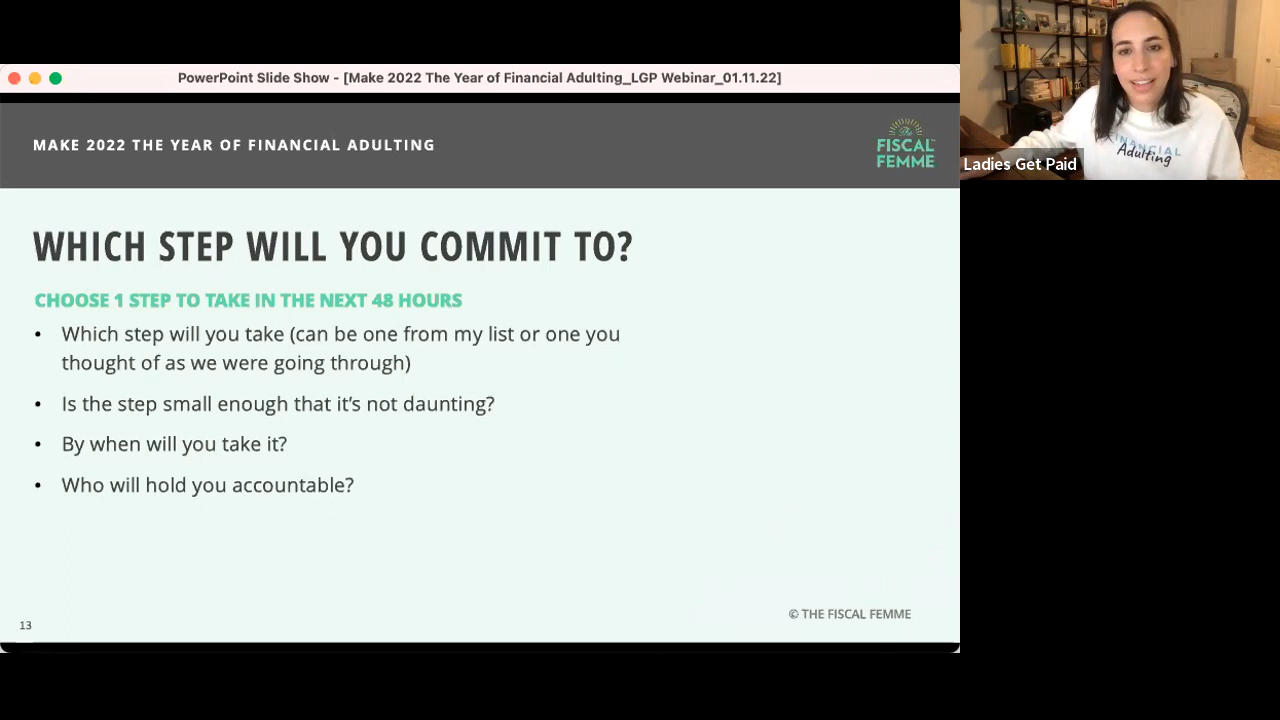 PowerPoint Slide Show - [Make 2022 The Year of Financial Adulting_LGP Webinar_01.11.22]
MAKE 2022 THE YEAR OF FINANCIAL ADULTING
The
FISCAL
FEMME
WHICH STEP WILL YOU COMMIT TO?
CHOOSE 1 STEP TO TAKE IN THE NEXT 48 HOURS
• Which step will you take (can be one from my list or one you
thought of as we were going through)
• Is the step small enough that it's not daunting?
• By when will you take it?
• Who will hold you accountable?
© THE FISCAL FEMME
13
FINANCIAL
Adulting
Ladies Get Paid